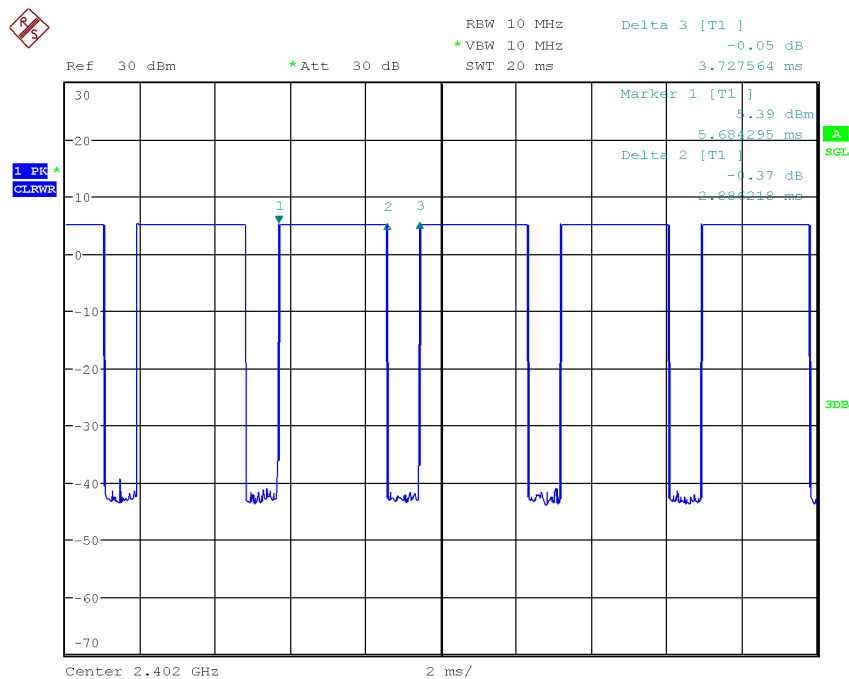 R S
RBW 10 MHz
Delta 3 [T1 ]
* VBW 10 MHz
-0.05 dB
Ref 30 dBm
* Att 30 dB
SWT 20 ms
3.727564 ms
30
Marker 1 [T1 ]
5.39 dBm
5.684295 ms
A
20
SGL
Delta 2 [T1 ]
1 PK *
-0.37 dB
CLRWR
2.886218 ms
10
1
2
3
0
-10
-20
-30
3DB
-40
-50
-60
-70
Center 2.402 GHz
2 ms/